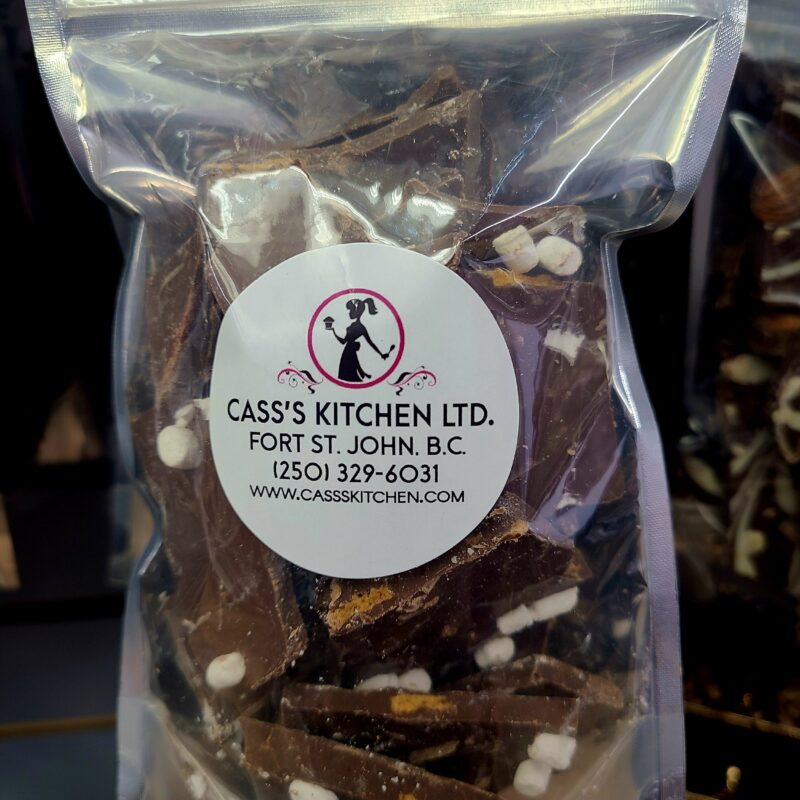 CASS'S KITCHEN LTD.
FORT ST. JOHN, B.C.
(250) 329-6031
WWW.CASSSKITCHEN.COM